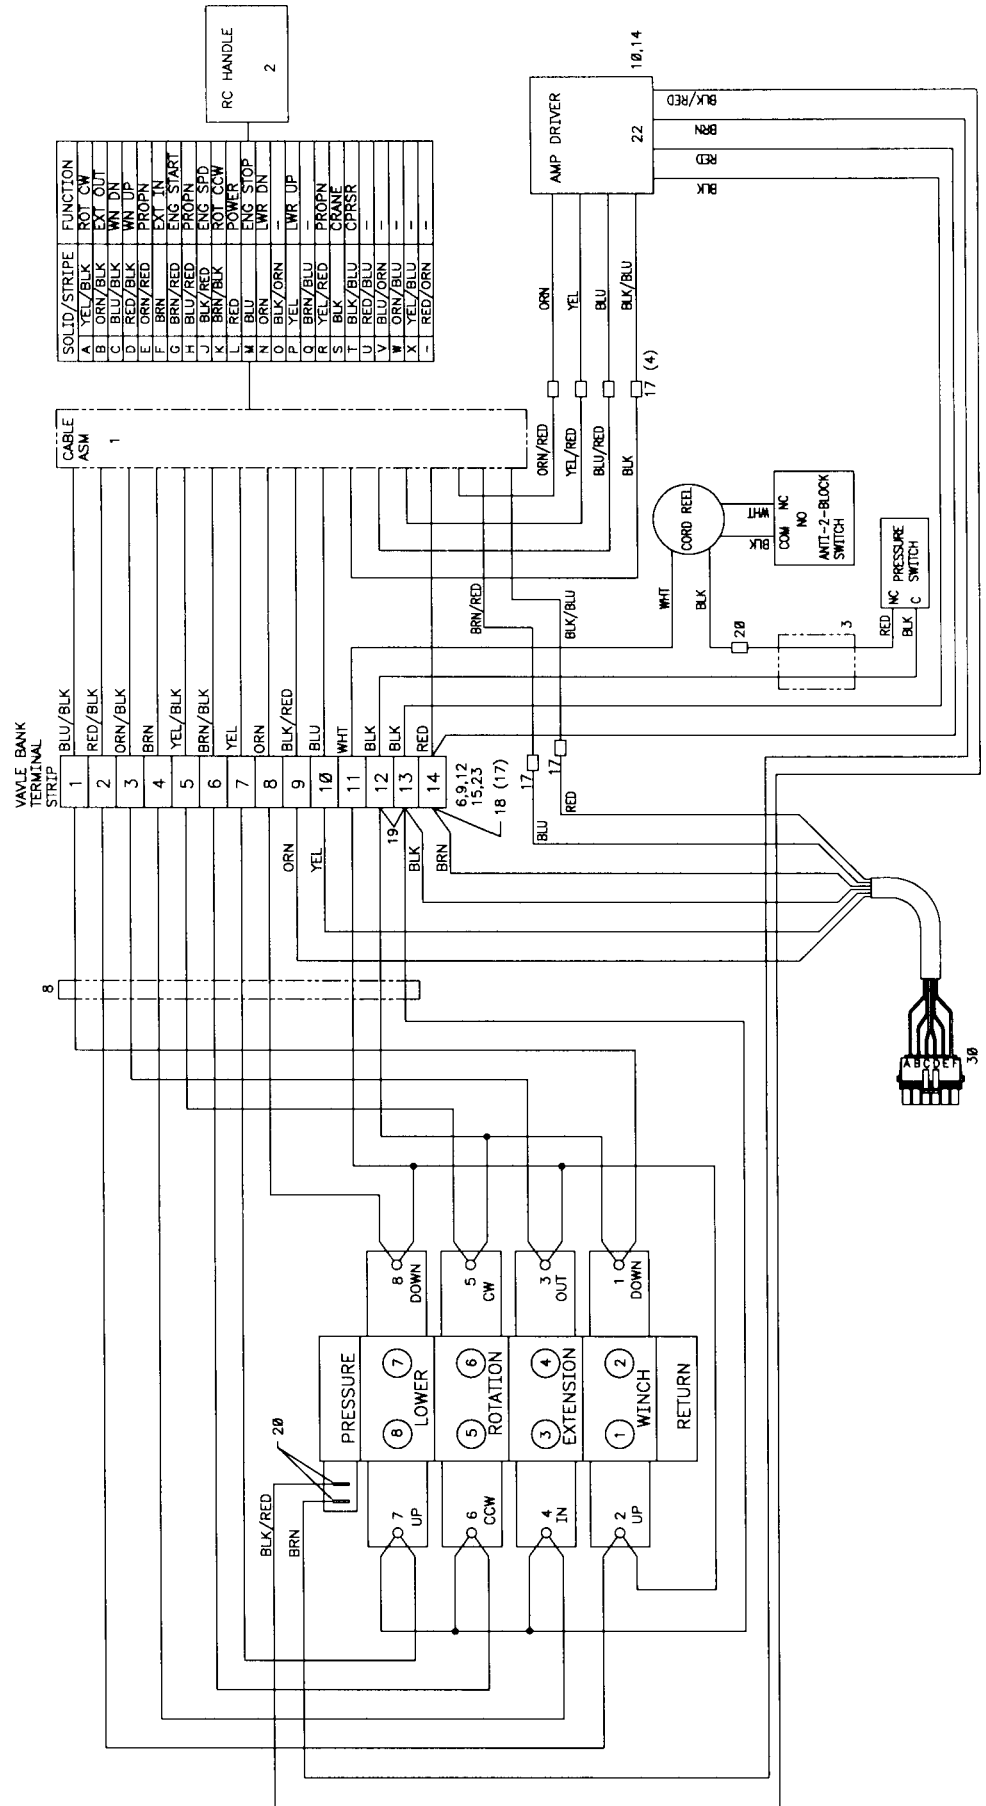 RC HANDLE
2
SOLID/STRIPE FUNCTION
A YEL/BLK ROT CW
B ORN/BLK EXT OUT
C BLU/BLK WN DN
D RED/BLK WN UP
E ORN/RED PROPN
F BRN EXT IN
G BRN/RED ENG START
H BLU/RED PROPN
J BLK/RED ENG SPD
K BRN/BLK ROT CCW
L RED POWER
M BLU ENG STOP
N ORN LWR DN
O BLK/ORN -
P YEL LWR UP
Q BRN/BLU -
R YEL/RED PROPN
S BLK CRANE
T BLK/BLU CPRSR
U RED/BLU -
V BLU/ORN -
W ORN/BLU -
X YEL/BLU -
- RED/ORN -
CABLE
ASM
1
AMP DRIVER
22
10,14
BLK/RED
BRN
RED
BLK
ORN
YEL
BLU
BLK/BLU
17 (4)
ORN/RED
YEL/RED
BLU/RED
BLK
CORD REEL
WHT
BLK
COM NC
NO
ANTI-2-BLOCK
SWITCH
WHT
BLK
20
3
RED
BLK
NC PRESSURE
C SWITCH
BRN/RED
BLK/BLU
VAVLE BANK
TERMINAL
STRIP
1 BLU/BLK
2 RED/BLK
3 ORN/BLK
4 BRN
5 YEL/BLK
6 BRN/BLK
7 YEL
8 ORN
9 BLK/RED
10 BLU
11 WHT
12 BLK
13 BLK
14 RED
6,9,12
15,23
18 (17)
17
17
BLU
RED
19
ORN
YEL
BLK
BRN
8
A B C D E F
30
8
DOWN
5
CW
3
OUT
1
DOWN
PRESSURE
8 7
LOWER
5 6
ROTATION
3 4
EXTENSION
1 2
WINCH
RETURN
20
BLK/RED
BRN
7
UP
6
CCW
4
IN
2
UP